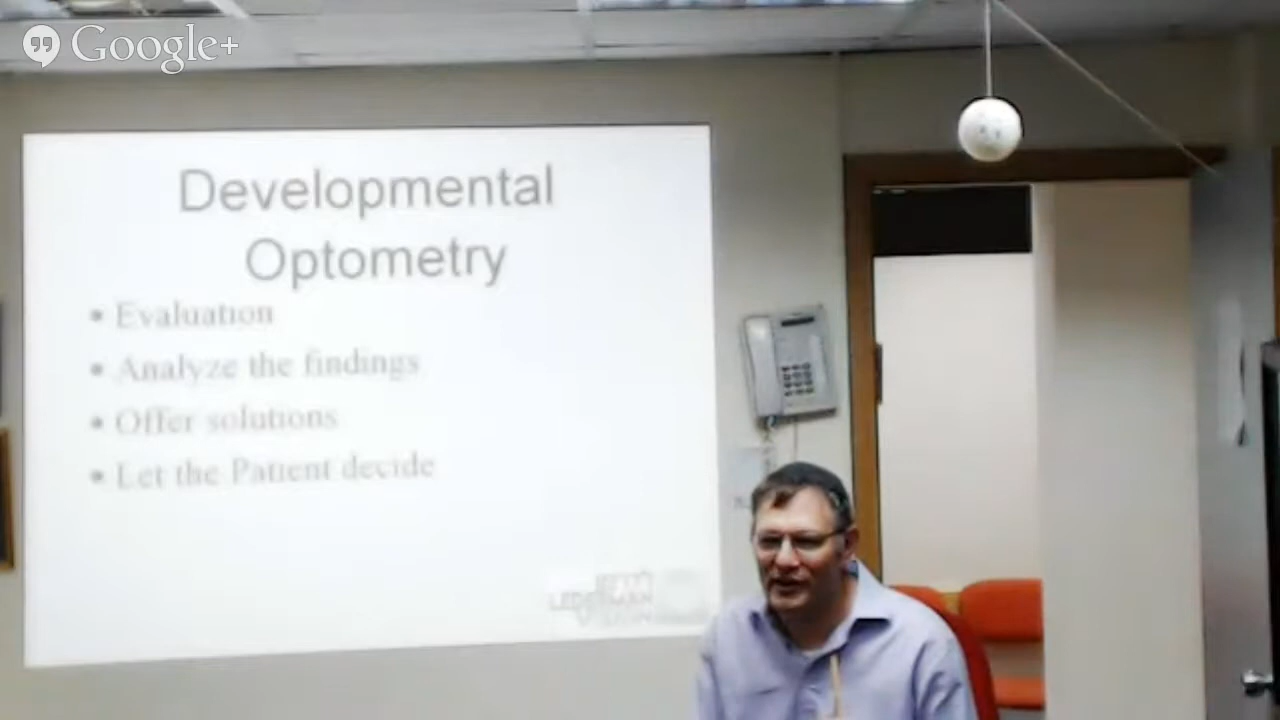 Google+
Developmental
Optometry
• Evaluation
• Analyze the findings
• Offer solutions
• Let the Patient decide